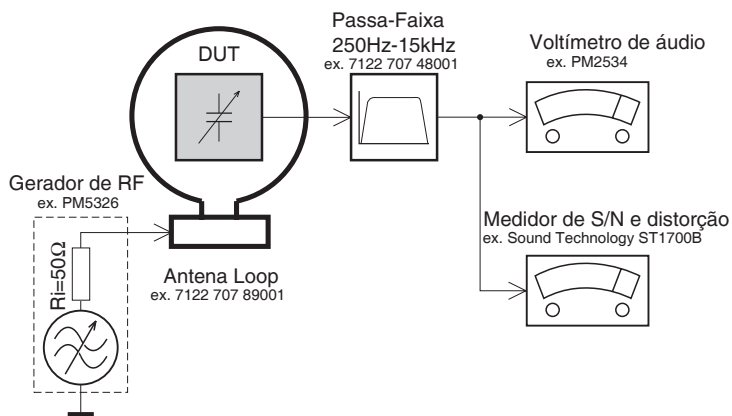 DUT
Passa-Faixa
250Hz-15kHz
ex. 7122 707 48001
Voltímetro de áudio
ex. PM2534
Gerador de RF
ex. PM5326
Ri=50Ω
Antena Loop
ex. 7122 707 89001
Medidor de S/N e distorção
ex. Sound Technology ST1700B